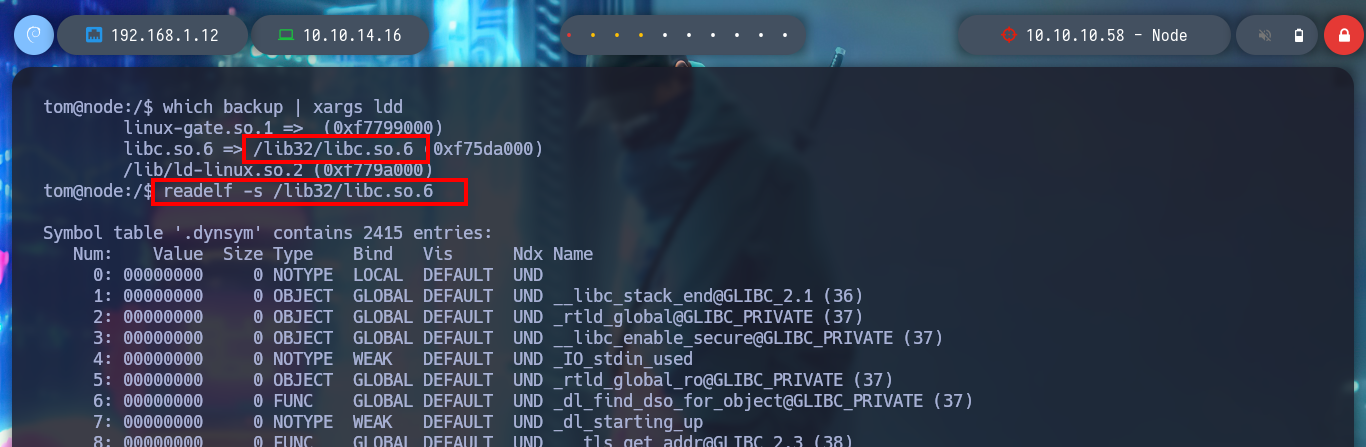 192.168.1.12 10.10.14.16 10.10.10.58 - Node
tom@node:/$ which backup | xargs ldd
linux-gate.so.1 => (0xf7799000)
libc.so.6 => /lib32/libc.so.6 (0xf75da000)
/lib/ld-linux.so.2 (0xf779a000)
tom@node:/$ readelf -s /lib32/libc.so.6
Symbol table '.dynsym' contains 2415 entries:
Num: Value Size Type Bind Vis Ndx Name
0: 00000000 0 NOTYPE LOCAL DEFAULT UND
1: 00000000 0 OBJECT GLOBAL DEFAULT UND __libc_stack_end@GLIBC_2.1 (36)
2: 00000000 0 OBJECT GLOBAL DEFAULT UND _rtld_global@GLIBC_PRIVATE (37)
3: 00000000 0 OBJECT GLOBAL DEFAULT UND __libc_enable_secure@GLIBC_PRIVATE (37)
4: 00000000 0 NOTYPE WEAK DEFAULT UND _IO_stdin_used
5: 00000000 0 OBJECT GLOBAL DEFAULT UND _rtld_global_ro@GLIBC_PRIVATE (37)
6: 00000000 0 FUNC GLOBAL DEFAULT UND _dl_find_dso_for_object@GLIBC_PRIVATE (37)
7: 00000000 0 NOTYPE WEAK DEFAULT UND _dl_starting_up
8: 00000000 0 FUNC GLOBAL DEFAULT UND ___tls_get_addr@GLIBC_2.3 (38)